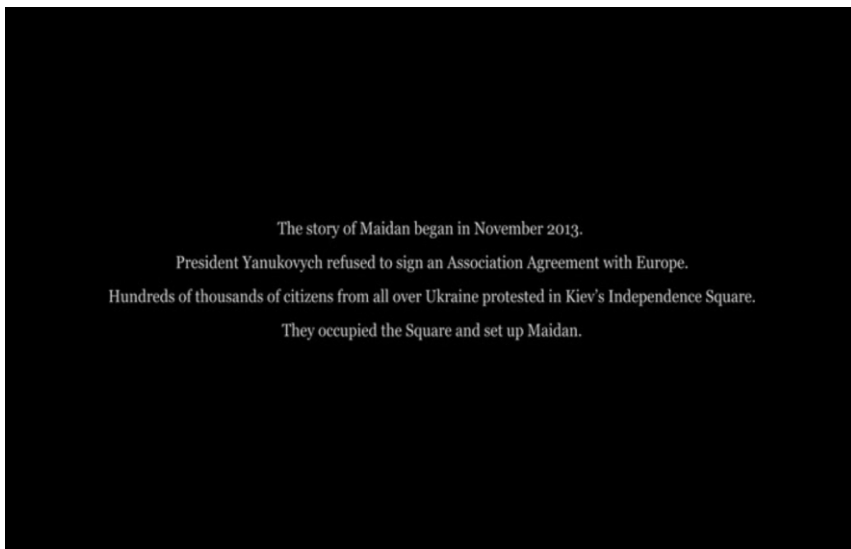 The story of Maidan began in November 2013.
President Yanukovych refused to sign an Association Agreement with Europe.
Hundreds of thousands of citizens from all over Ukraine protested in Kiev's Independence Square.
They occupied the Square and set up Maidan.